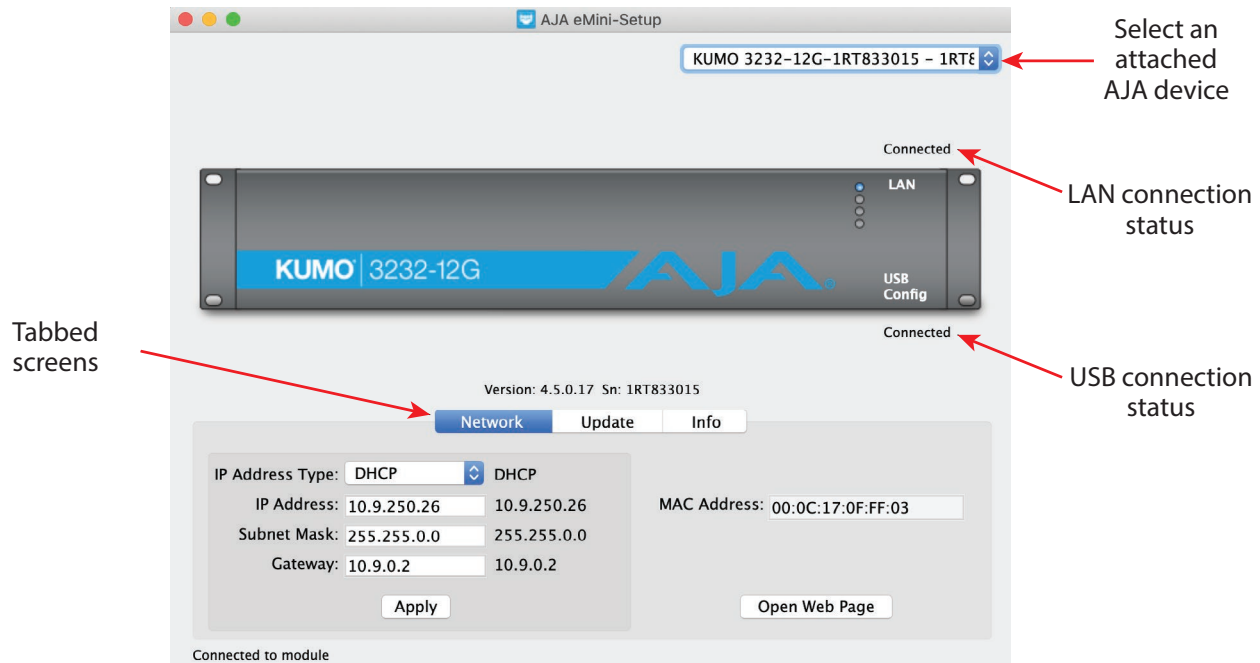 AJA eMini-Setup
KUMO 3232-12G-1RT833015 - 1RT8
Select an
attached
AJA device
Connected
LAN
LAN connection
status
KUMO 3232-12G
AJA
USB
Config
Connected
USB connection
status
Tabbed
screens
Version: 4.5.0.17 Sn: 1RT833015
Network Update Info
IP Address Type: DHCP DHCP
IP Address: 10.9.250.26 10.9.250.26
Subnet Mask: 255.255.0.0 255.255.0.0
Gateway: 10.9.0.2 10.9.0.2
Apply
MAC Address: 00:0C:17:0F:FF:03
Open Web Page
Connected to module